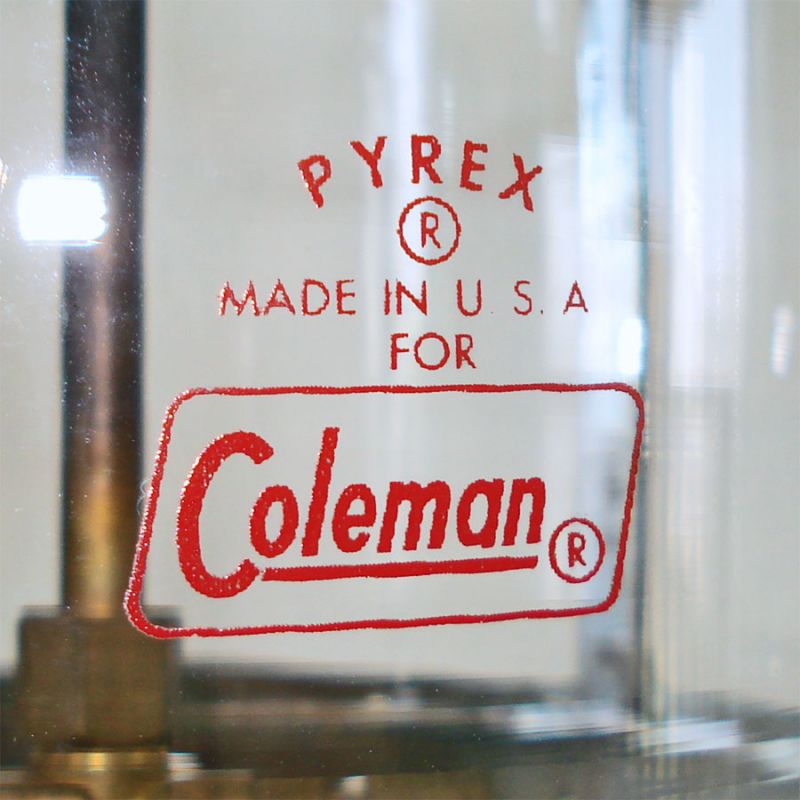 PYREX
®
MADE IN U.S.A
FOR
Coleman®